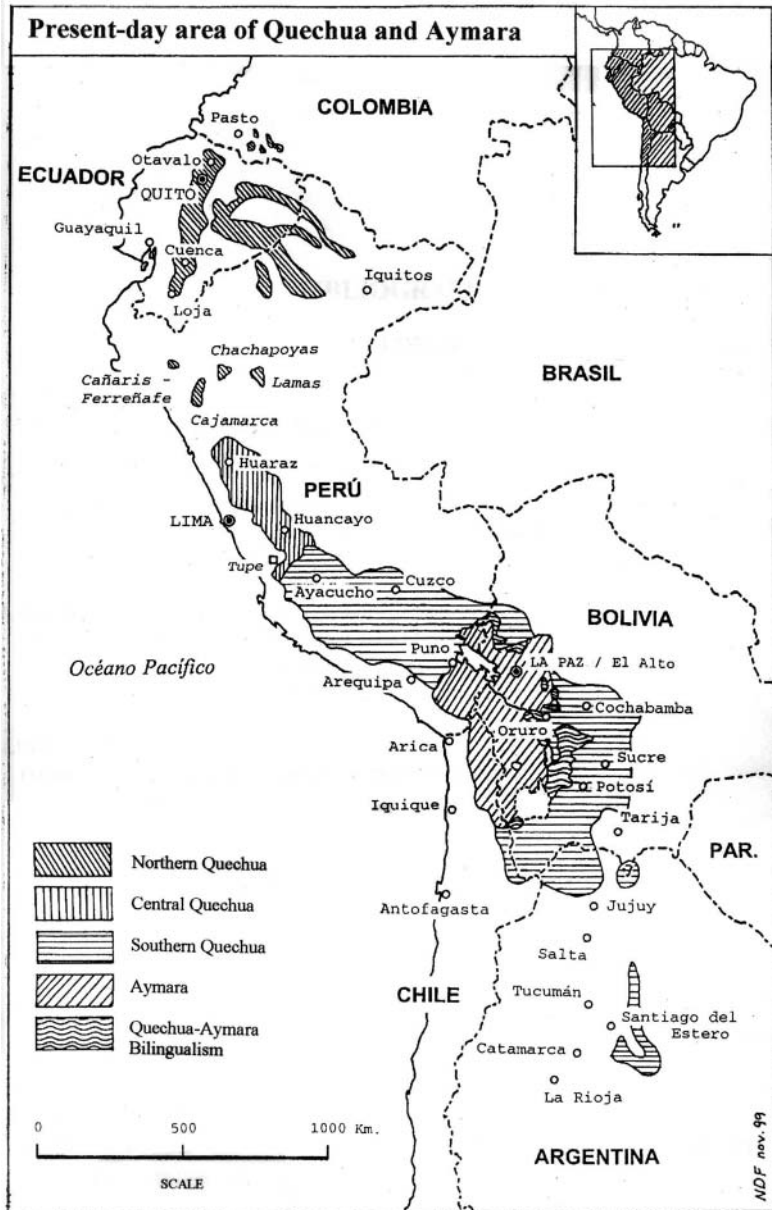 Present-day area of Quechua and Aymara
COLOMBIA
Pasto
Otavalo
ECUADOR
QUITO
Guayaquil
Cuenca
Iquitos
Loja
Chachapoyas
Cañaris -
Ferreñafe
Lamas
Cajamarca
BRASIL
Huaraz
PERÚ
LIMA
Huancayo
Tupe
Ayacucho
Cuzco
BOLIVIA
Puno
LA PAZ / El Alto
Océano Pacífico
Arequipa
Cochabamba
Oruro
Arica
Sucre
Potosí
Iquique
Tarija
PAR.
Northern Quechua
Central Quechua
Southern Quechua
Aymara
Quechua-Aymara
Bilingualism
?
Antofagasta
Jujuy
Salta
CHILE
Tucumán
Santiago del
Estero
Catamarca
La Rioja
0 500 1000 Km.
SCALE
ARGENTINA
NDF nov. 99